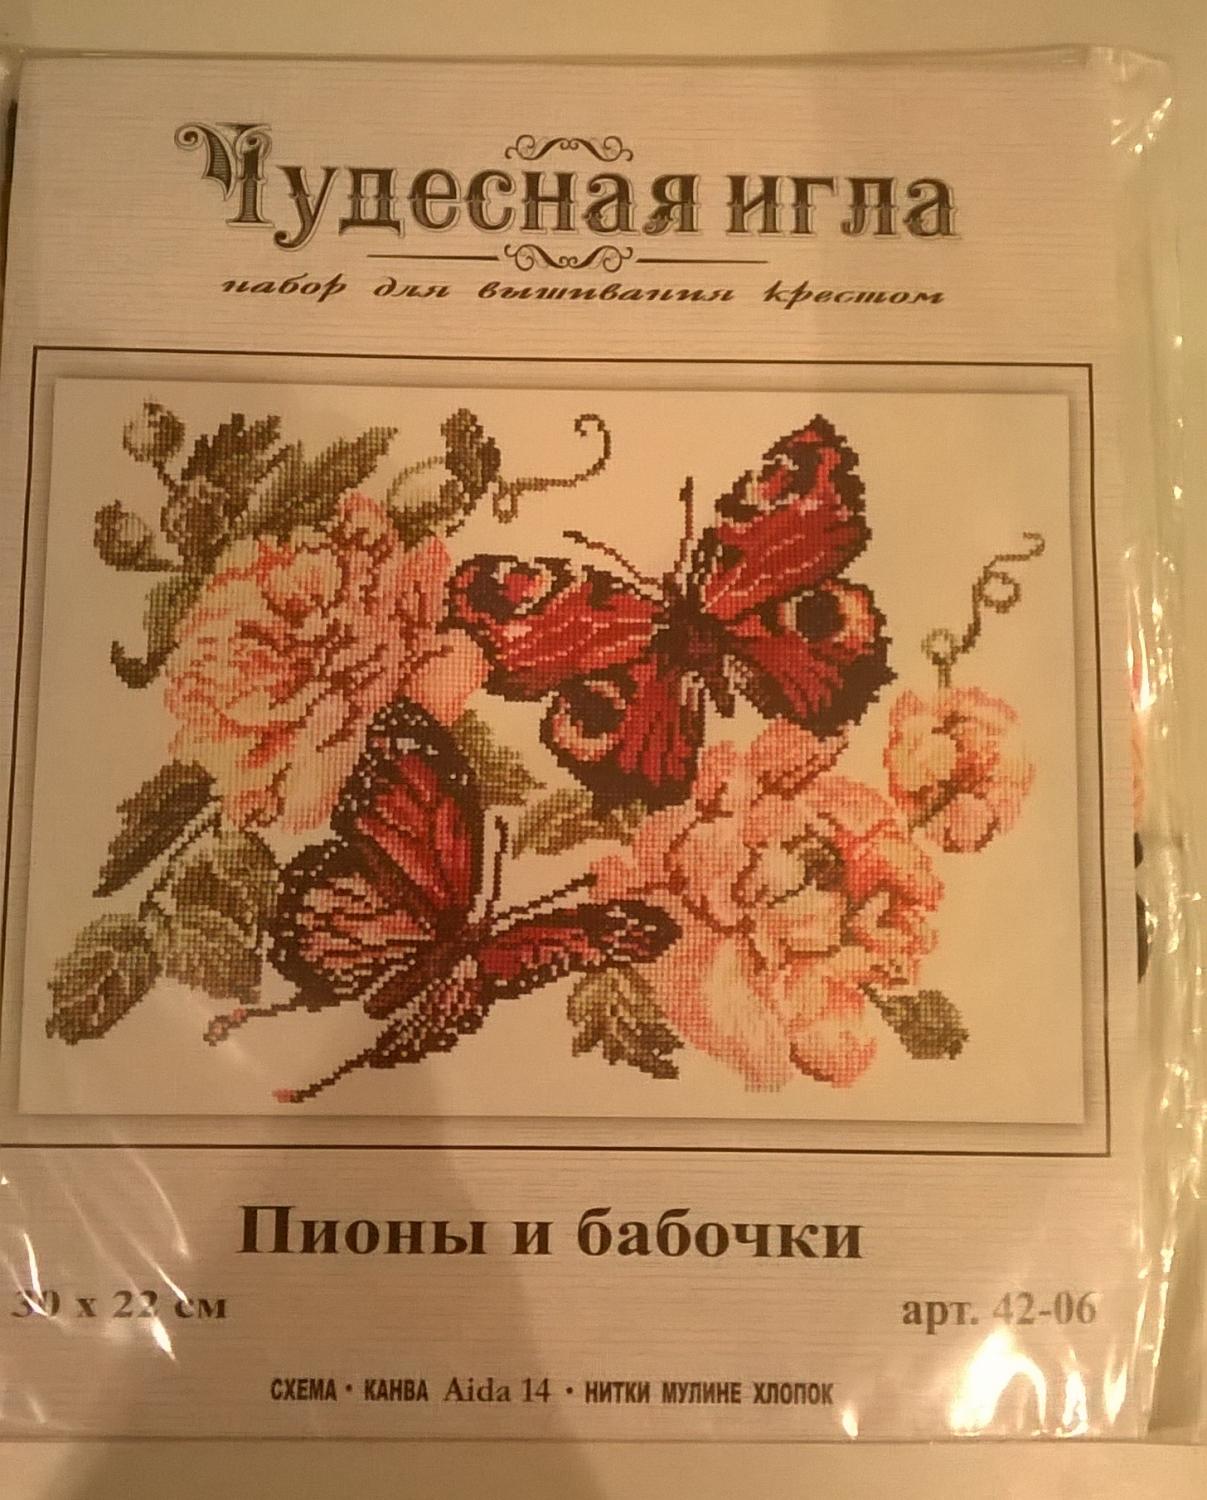 Чудесная игла
набор для вышивания крестом
Пионы и бабочки
30 х 22 см
арт. 42-06
СХЕМА • КАНВА Aida 14 • НИТКИ МУЛИНЕ ХЛОПОК